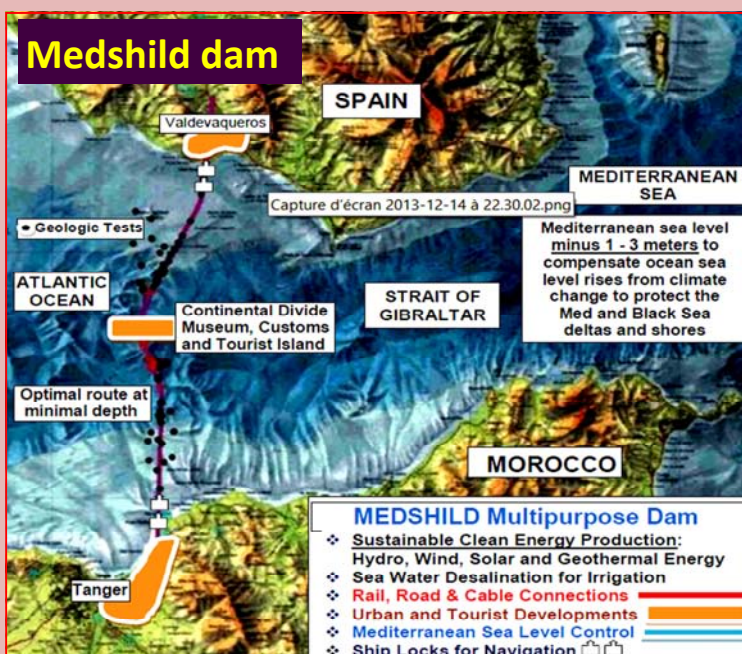 Medshild dam
SPAIN
Valdevaqueros
MEDITERRANEAN
SEA
Capture d'écran 2013-12-14 à 22.30.02.png
Geologic Tests
Mediterranean sea level
minus 1 - 3 meters to
compensate ocean sea
level rises from climate
change to protect the
Med and Black Sea
deltas and shores
ATLANTIC
OCEAN
STRAIT OF
GIBRALTAR
Continental Divide
Museum, Customs
and Tourist Island
Optimal route at
minimal depth
MOROCCO
Tanger
MEDSHILD Multipurpose Dam
❖ Sustainable Clean Energy Production:
Hydro, Wind, Solar and Geothermal Energy
❖ Sea Water Desalination for Irrigation
❖ Rail, Road & Cable Connections
❖ Urban and Tourist Developments
❖ Mediterranean Sea Level Control
❖ Ship Locks for Navigation